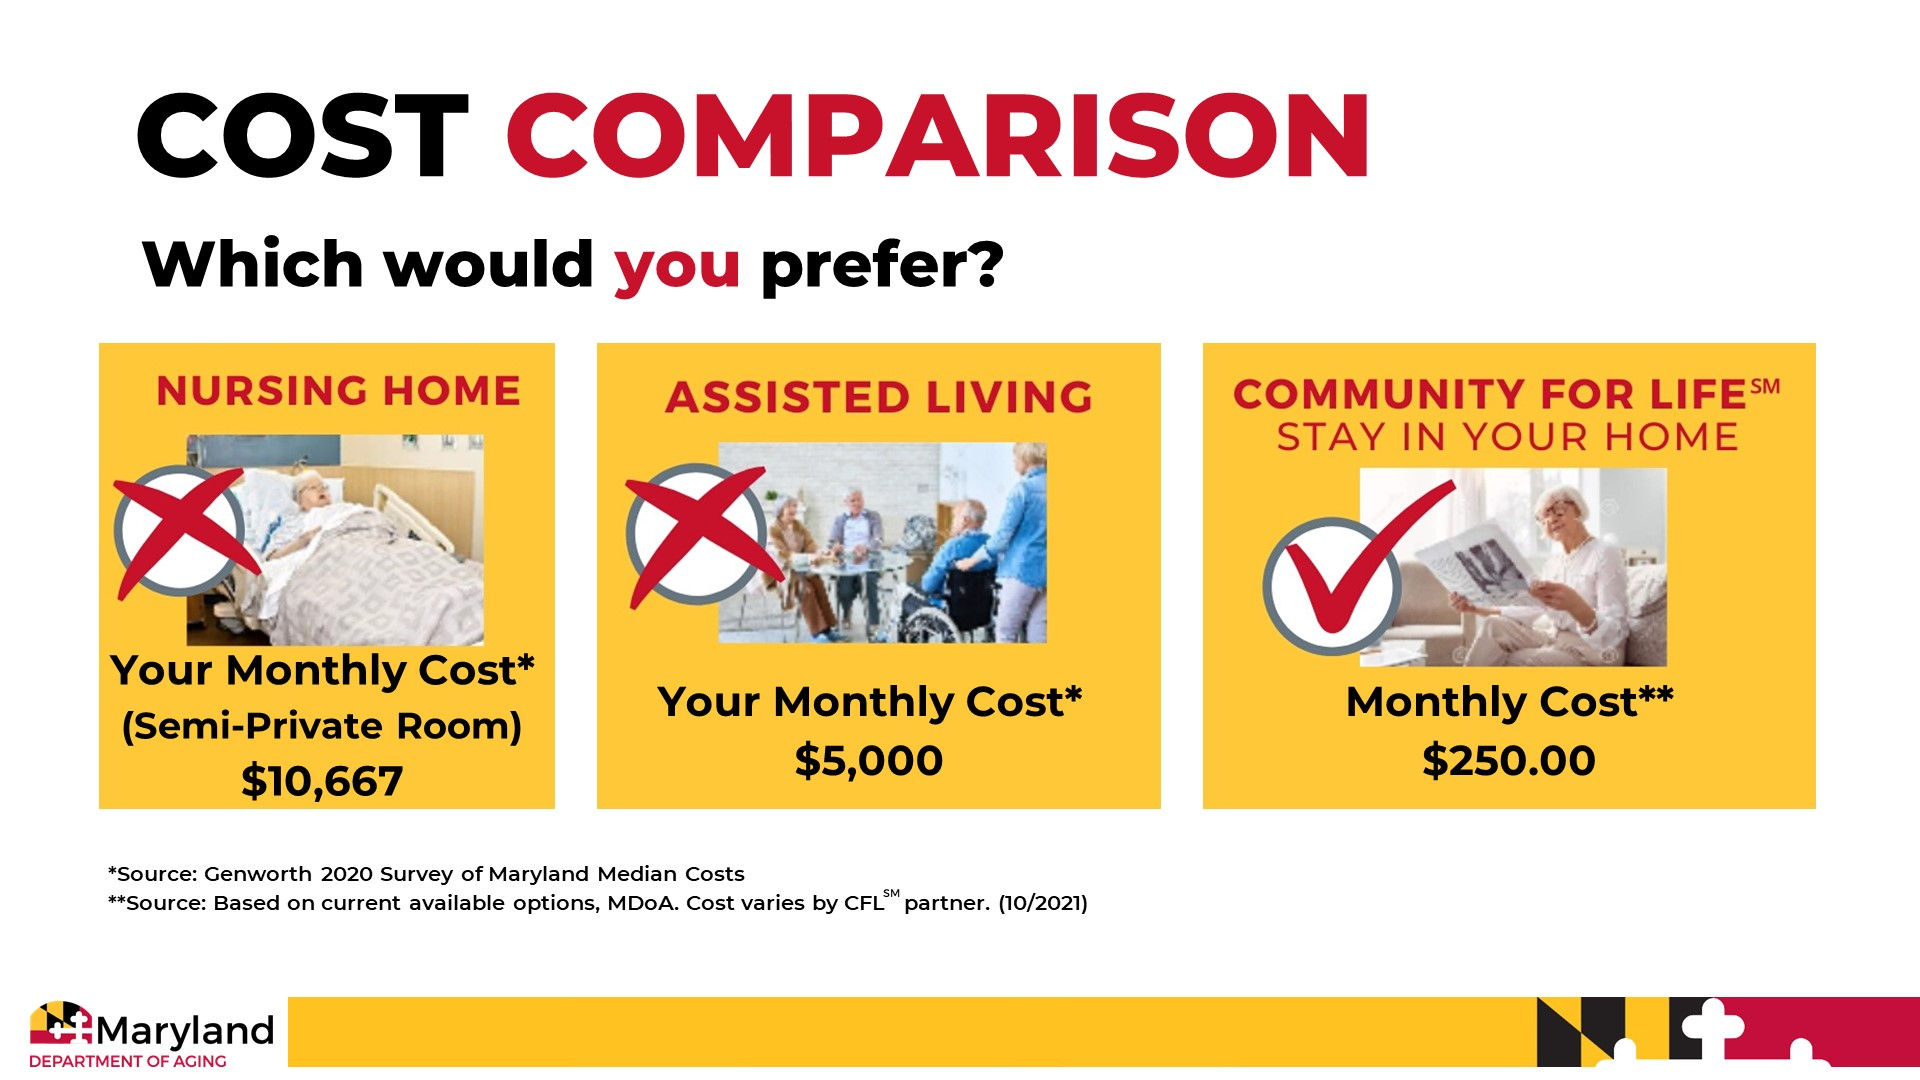 COST COMPARISON
Which would you prefer?
NURSING HOME
Your Monthly Cost*
(Semi-Private Room)
$10,667
ASSISTED LIVING
Your Monthly Cost*
$5,000
COMMUNITY FOR LIFE℠
STAY IN YOUR HOME
Monthly Cost**
$250.00
*Source: Genworth 2020 Survey of Maryland Median Costs
**Source: Based on current available options, MDoA. Cost varies by CFL℠ partner. (10/2021)
Maryland
DEPARTMENT OF AGING